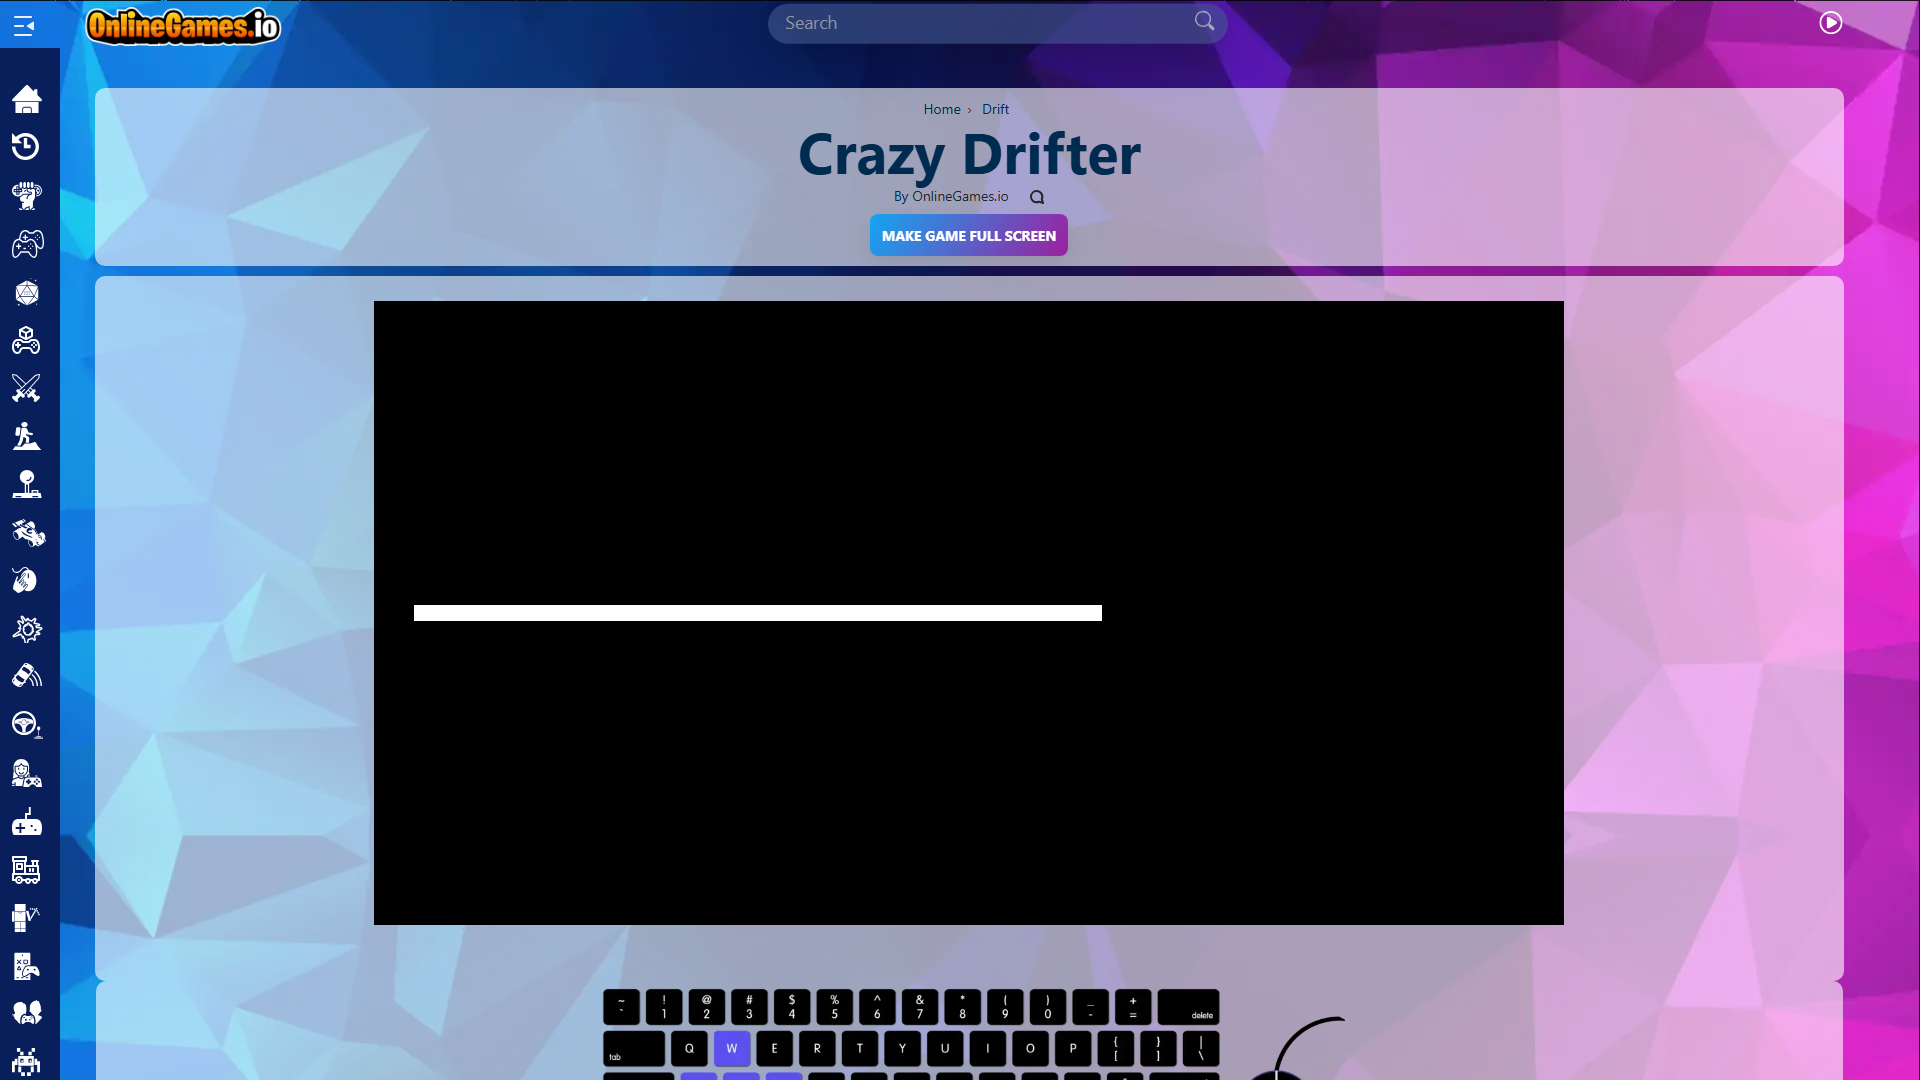 OnlineGames.io
Search
Home › Drift
Crazy Drifter
By OnlineGames.io
MAKE GAME FULL SCREEN
~ ! @ # $ % ^ & * ( ) _ +
` 1 2 3 4 5 6 7 8 9 0 - = delete
tab Q W E R T Y U I O P { } |
[ ] \